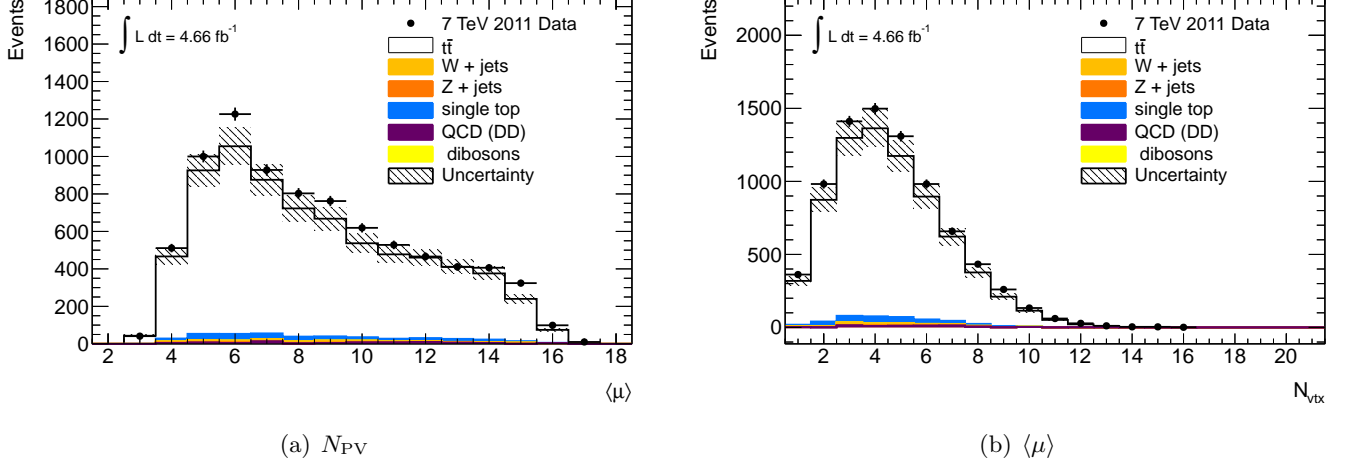 Events
1800
1600
1400
1200
1000
800
600
400
200
0
2 4 6 8 10 12 14 16 18
⟨μ⟩
∫ L dt = 4.66 fb⁻¹
7 TeV 2011 Data
tt̄
W + jets
Z + jets
single top
QCD (DD)
dibosons
Uncertainty
(a) N_PV
Events
2000
1500
1000
500
0
2 4 6 8 10 12 14 16 18 20
N_vtx
∫ L dt = 4.66 fb⁻¹
7 TeV 2011 Data
tt̄
W + jets
Z + jets
single top
QCD (DD)
dibosons
Uncertainty
(b) ⟨μ⟩